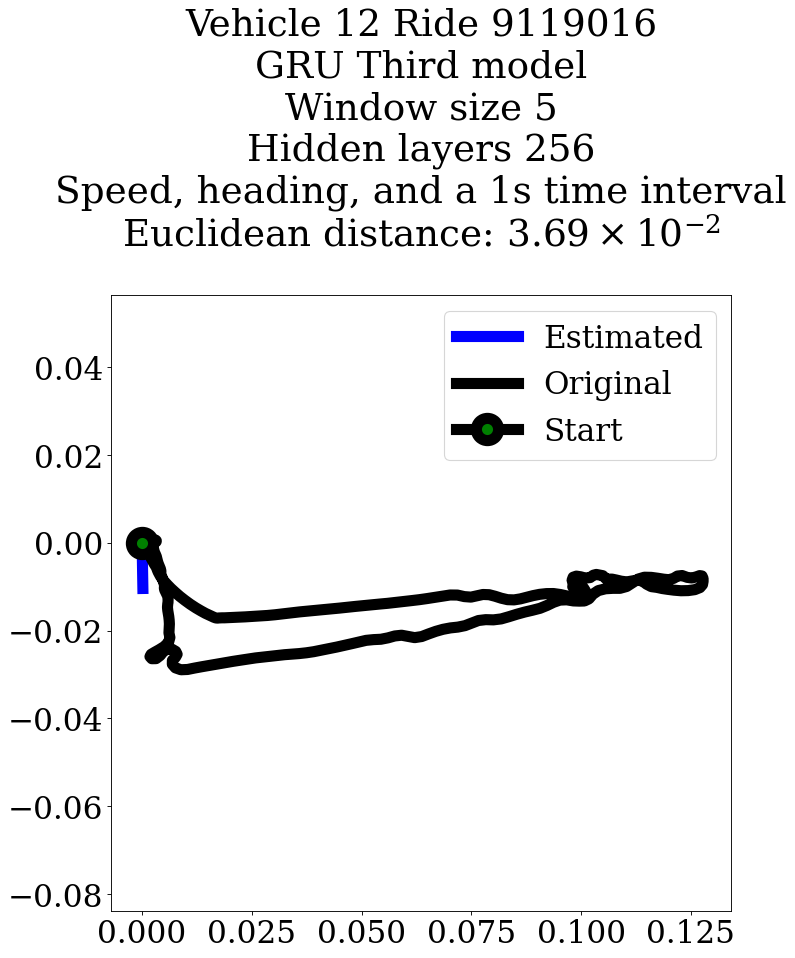 Vehicle 12 Ride 9119016
GRU Third model
Window size 5
Hidden layers 256
Speed, heading, and a 1s time interval
Euclidean distance: 3.69 × 10⁻²
Estimated
Original
Start
0.04
0.02
0.00
−0.02
−0.04
−0.06
−0.08
0.000 0.025 0.050 0.075 0.100 0.125